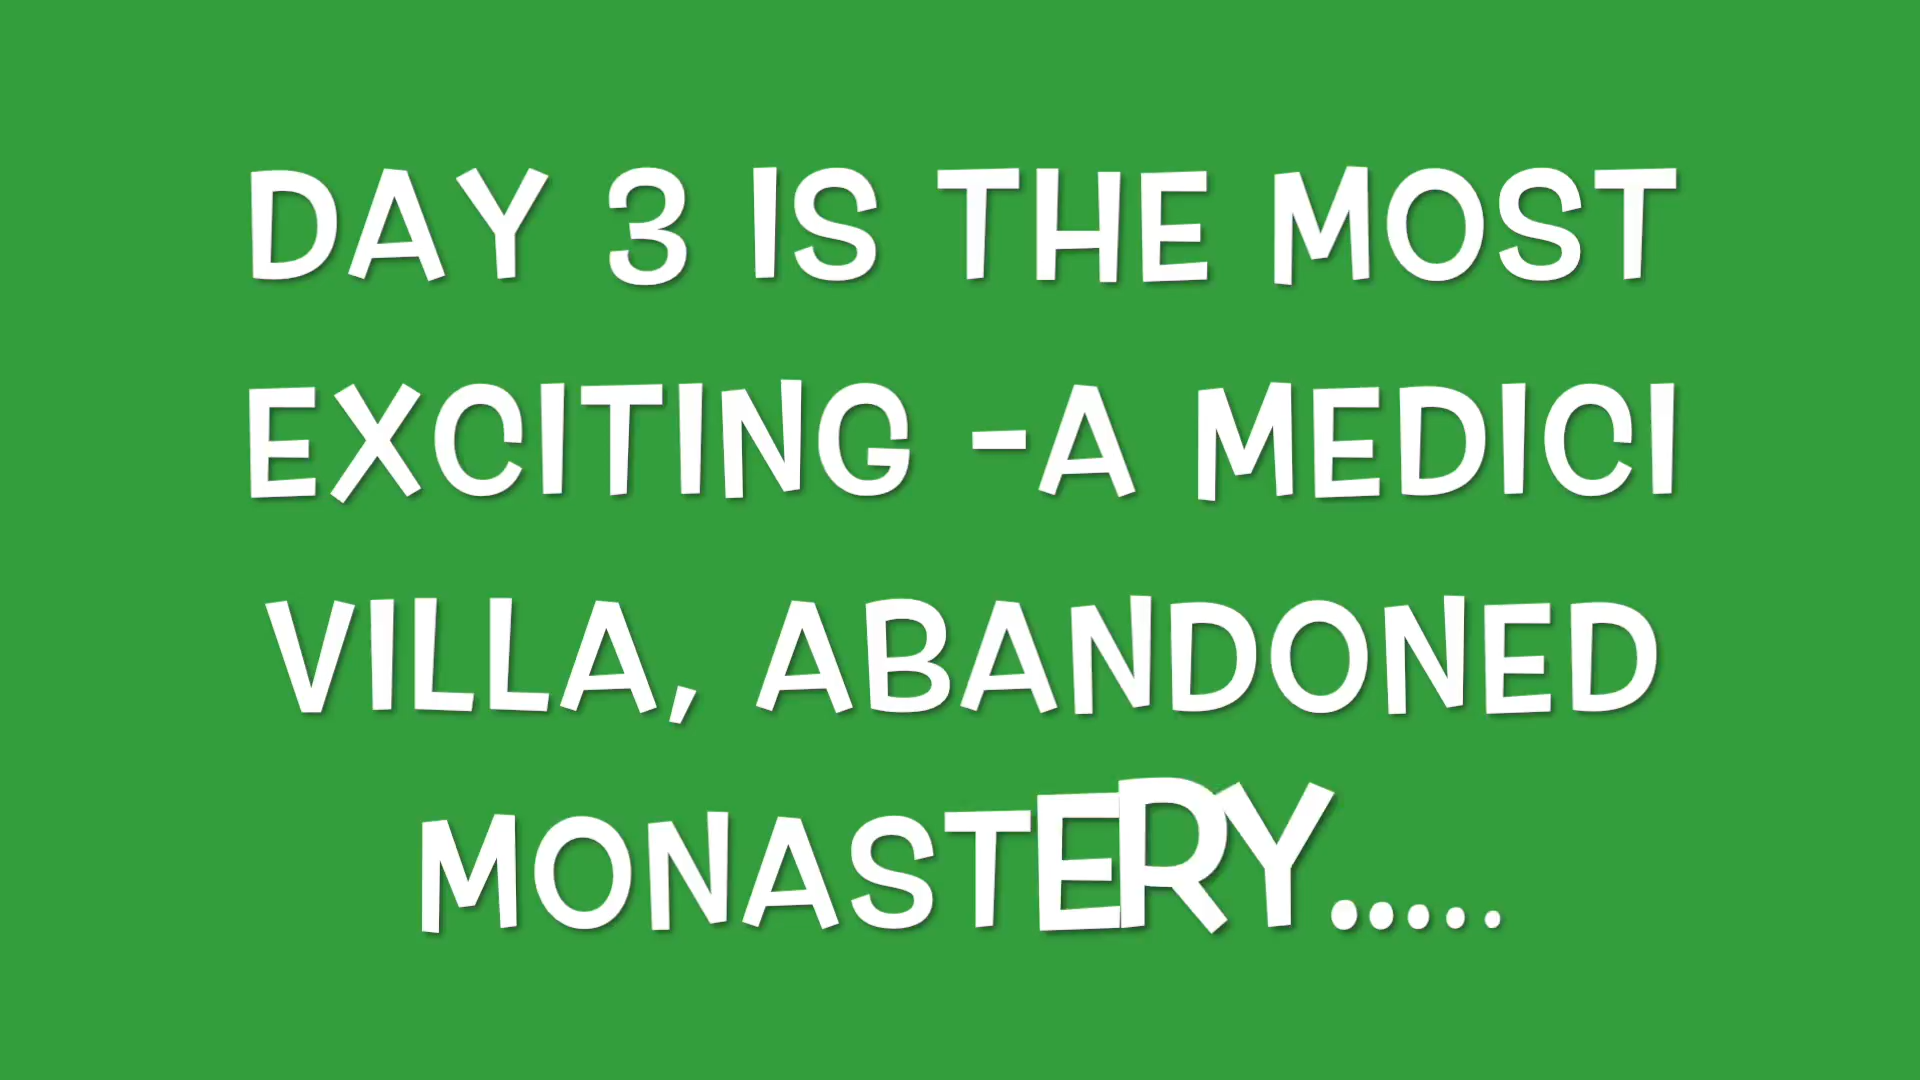 DAY 3 IS THE MOST
EXCITING -A MEDICI
VILLA, ABANDONED
MONASTERY.....